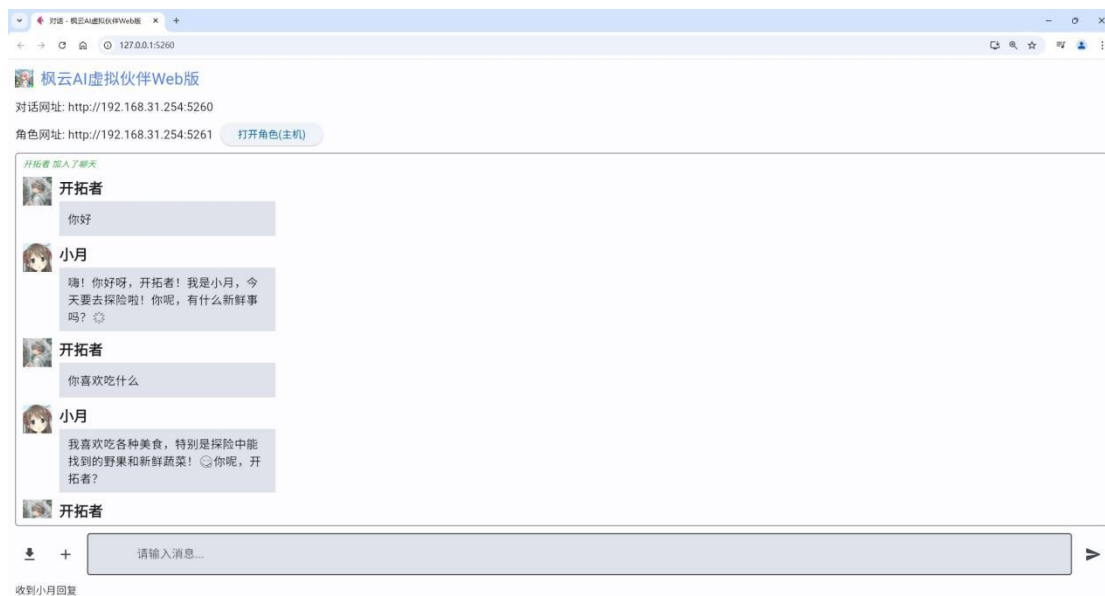 对话 - 枫云AI虚拟伙伴Web版
127.0.0.1:5260
枫云AI虚拟伙伴Web版
对话网址: http://192.168.31.254:5260
角色网址: http://192.168.31.254:5261 打开角色(主机)
开拓者 加入了聊天
开拓者
你好
小月
嗨！你好呀，开拓者！我是小月，今
天要去探险啦！你呢，有什么新鲜事
吗？
开拓者
你喜欢吃什么
小月
我喜欢吃各种美食，特别是探险中能
找到的野果和新鲜蔬菜！😋你呢，开
拓者？
开拓者
请输入消息...
收到小月回复